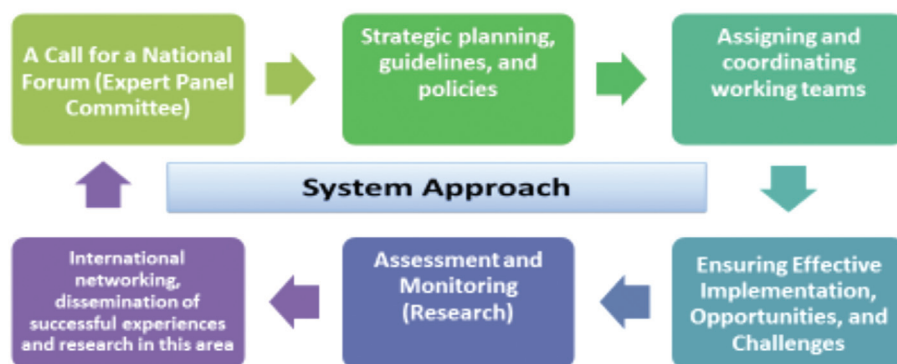 A Call for a National
Forum (Expert Panel
Committee)
Strategic planning,
guidelines, and
policies
Assigning and
coordinating
working teams
System Approach
International
networking,
dissemination of
successful experiences
and research in this area
Assessment and
Monitoring
(Research)
Ensuring Effective
Implementation,
Opportunities, and
Challenges